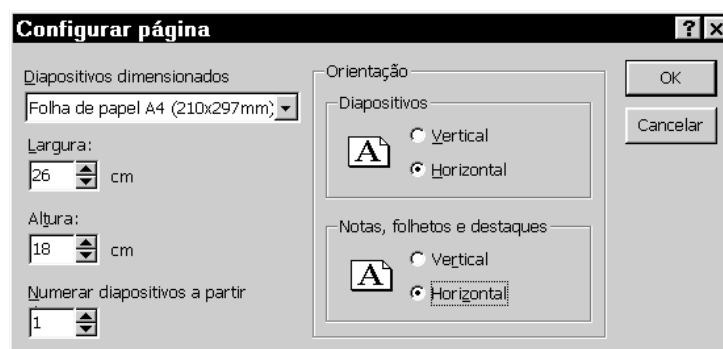 Configurar página
Diapositivos dimensionados
Folha de papel A4 (210x297mm)
Largura:
26 cm
Altura:
18 cm
Numerar diapositivos a partir
1
Orientação
Diapositivos
A
Vertical
Horizontal
Notas, folhetos e destaques
A
Vertical
Horizontal
OK
Cancelar